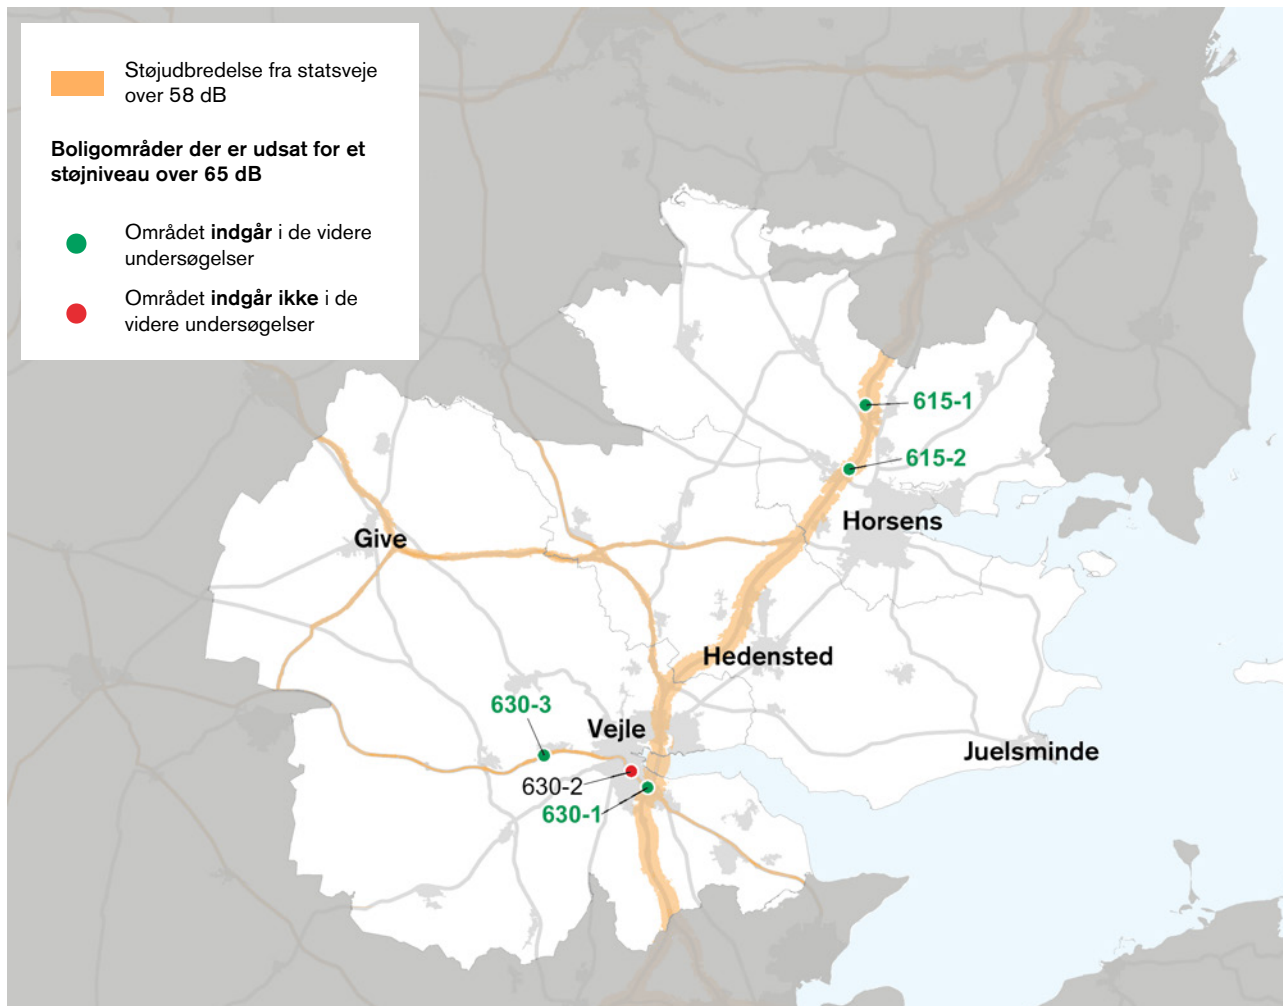 Støjudbredelse fra statsveje
over 58 dB
Boligområder der er udsat for et
støjniveau over 65 dB
Området indgår i de videre
undersøgelser
Området indgår ikke i de
videre undersøgelser
615-1
615-2
Horsens
Give
Hedensted
630-3
Vejle
Juelsminde
630-2
630-1